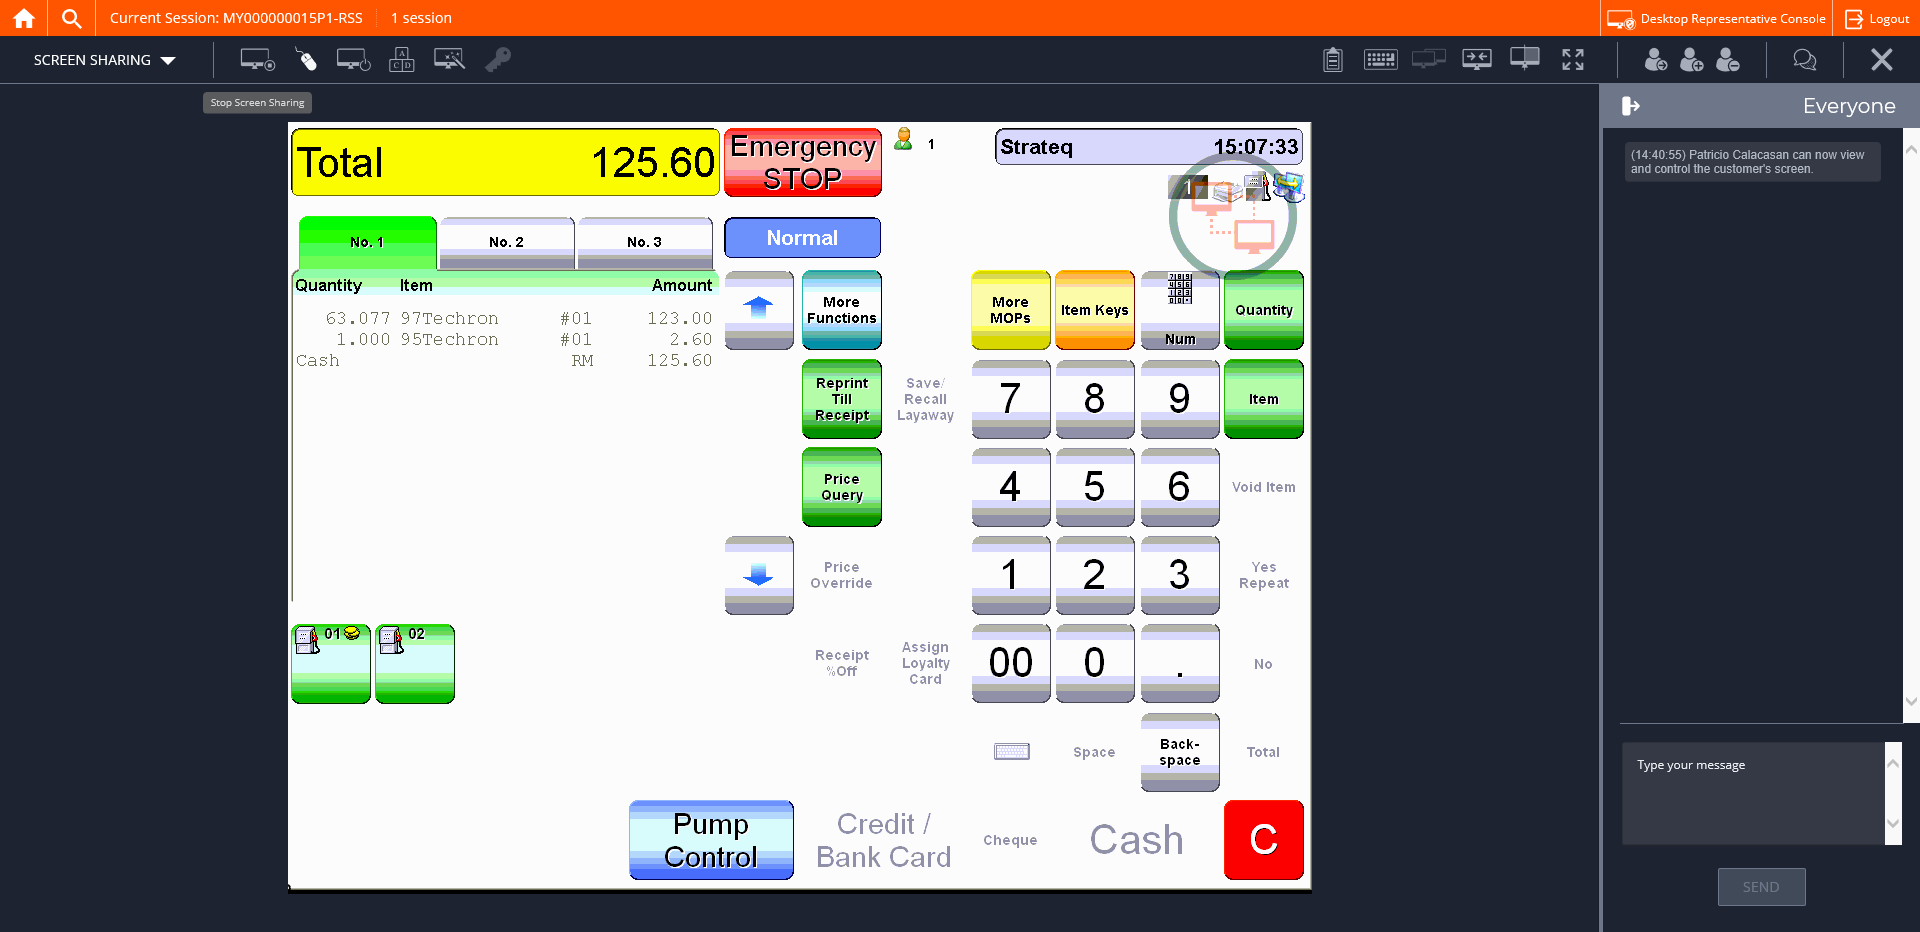 Current Session: MY000000015P1-RSS 1 session
Desktop Representative Console
Logout
SCREEN SHARING
Stop Screen Sharing
Everyone
(14:40:55) Patricio Calacasan can now view
and control the customer's screen.
Type your message
SEND
Total 125.60
Emergency
STOP
1
Strateq 15:07:33
1
No. 1 No. 2 No. 3
Normal
Quantity Item Amount
63.077 97Techron #01 123.00
1.000 95Techron #01 2.60
Cash RM 125.60
More
Functions
More
MOPs
Item Keys
Num
Quantity
Reprint
Till
Receipt
Save/
Recall
Layaway
7 8 9
Item
Price
Query
4 5 6
Void Item
Price
Override
1 2 3
Yes
Repeat
01 02
Receipt
%Off
Assign
Loyalty
Card
00 0 .
No
Space
Back-
space
Total
Pump
Control
Credit /
Bank Card
Cheque
Cash
C